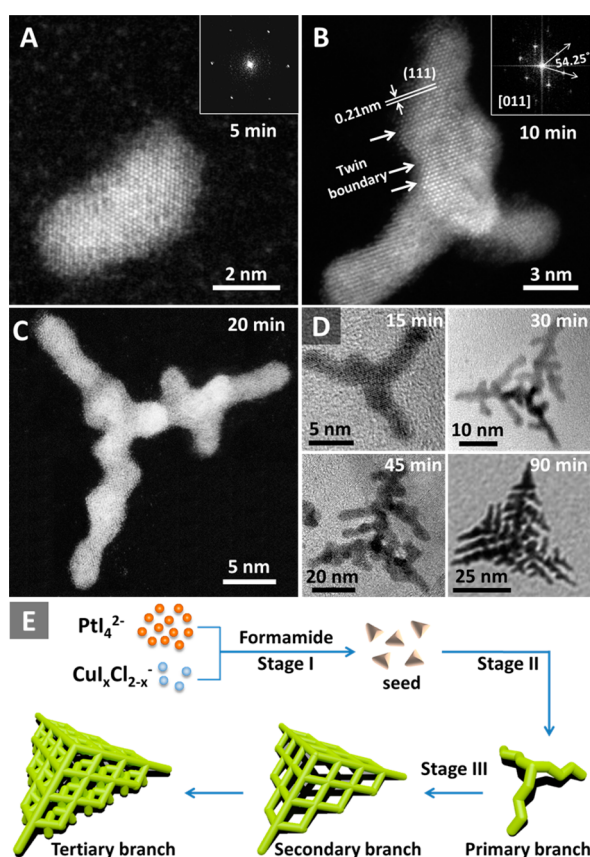 A
5 min
2 nm
B
(111)
0.21nm
Twin
boundary
54.25°
[011]
10 min
3 nm
C
20 min
5 nm
D
15 min
5 nm
30 min
10 nm
45 min
20 nm
90 min
25 nm
E
PtI₄²⁻
CuIₓCl₂₋ₓ⁻
Formamide
Stage I
seed
Stage II
Stage III
Tertiary branch
Secondary branch
Primary branch